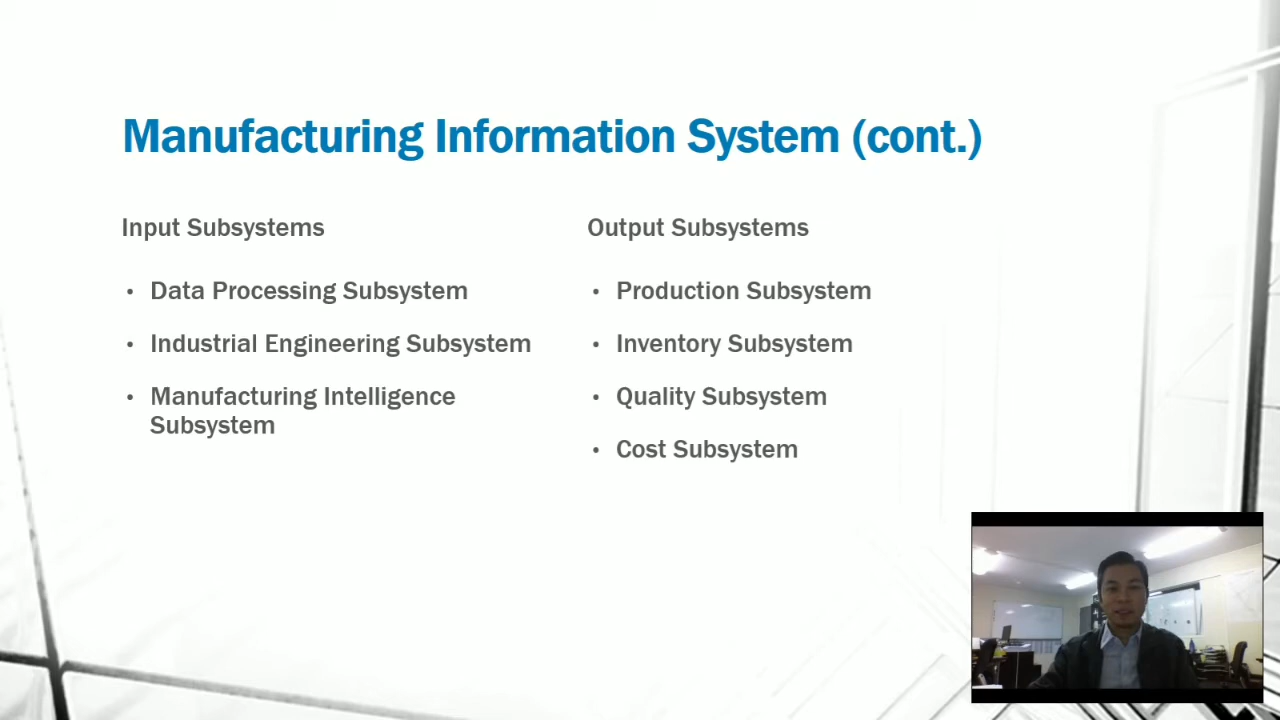 Manufacturing Information System (cont.)
Input Subsystems
• Data Processing Subsystem
• Industrial Engineering Subsystem
• Manufacturing Intelligence
Subsystem
Output Subsystems
• Production Subsystem
• Inventory Subsystem
• Quality Subsystem
• Cost Subsystem